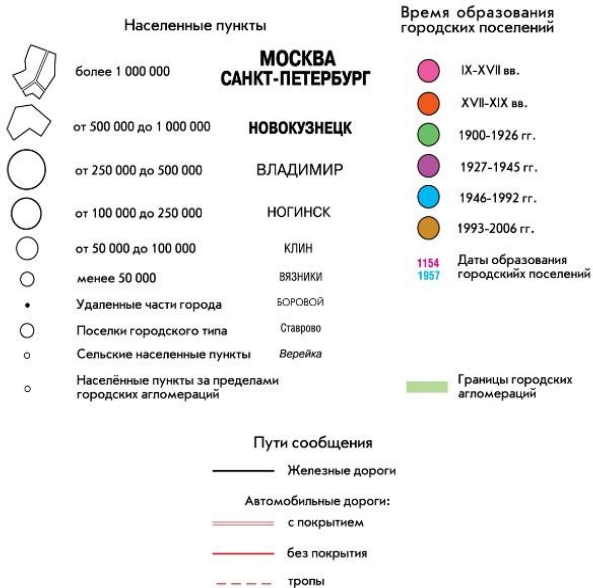 Населенные пункты
более 1 000 000
МОСКВА
САНКТ-ПЕТЕРБУРГ
от 500 000 до 1 000 000
НОВОКУЗНЕЦК
от 250 000 до 500 000
ВЛАДИМИР
от 100 000 до 250 000
НОГИНСК
от 50 000 до 100 000
КЛИН
менее 50 000
ВЯЗНИКИ
Удаленные части города
БОРОВОЙ
Поселки городского типа
Ставрово
Сельские населенные пункты
Верейка
Населённые пункты за пределами
городских агломераций
Время образования
городских поселений
IX-XVII вв.
XVII-XIX вв.
1900-1926 гг.
1927-1945 гг.
1946-1992 гг.
1993-2006 гг.
1154
1957
Даты образования
городскийх поселений
Границы городских
агломераций
Пути сообщения
Железные дороги
Автомобильные дороги:
с покрытием
без покрытия
тропы